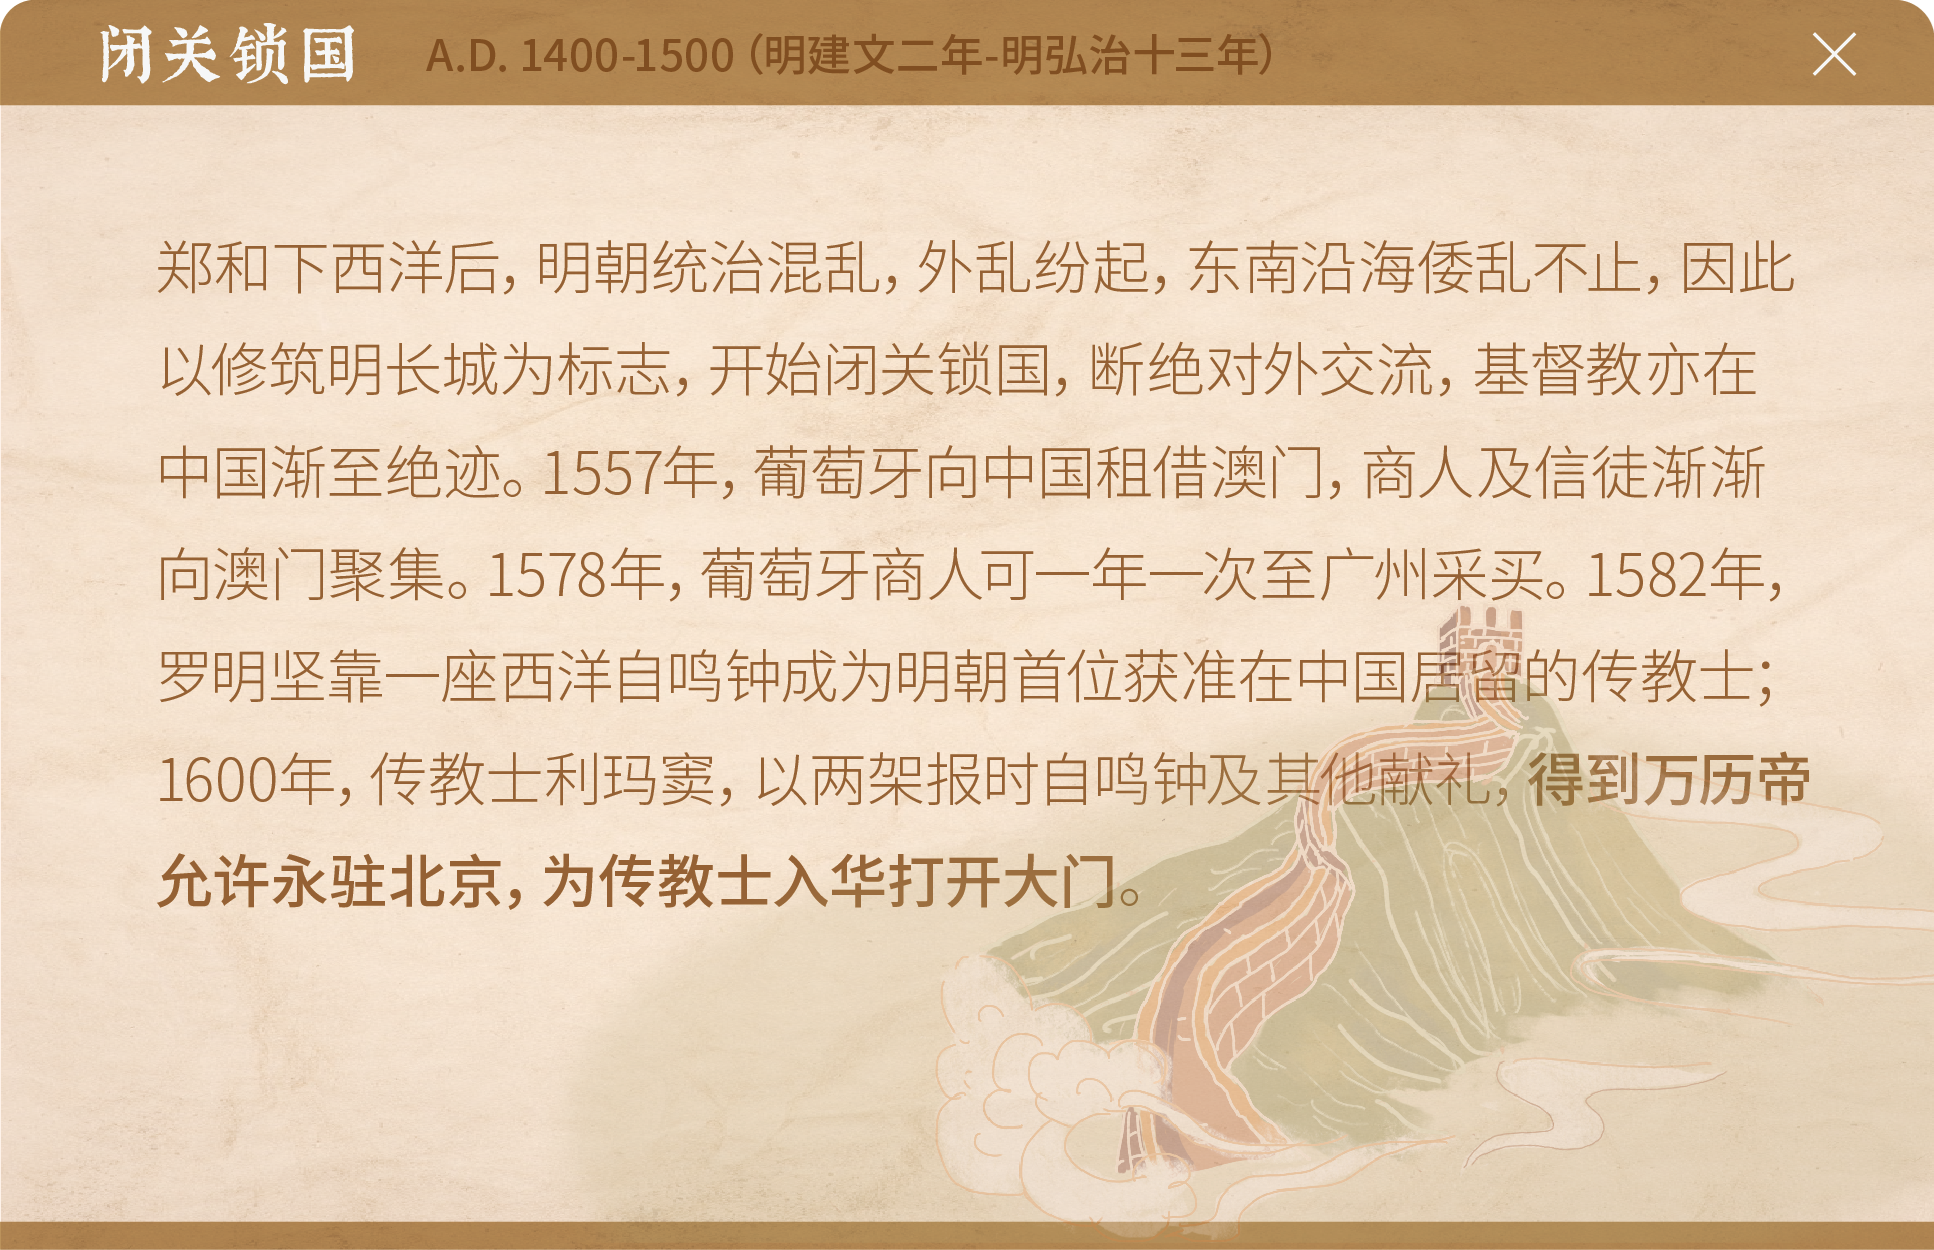 闭关锁国
A.D. 1400-1500（明建文二年-明弘治十三年）
郑和下西洋后，明朝统治混乱，外乱纷起，东南沿海倭乱不止，因此
以修筑明长城为标志，开始闭关锁国，断绝对外交流，基督教亦在
中国渐至绝迹。1557年，葡萄牙向中国租借澳门，商人及信徒渐渐
向澳门聚集。1578年，葡萄牙商人可一年一次至广州采买。1582年，
罗明坚靠一座西洋自鸣钟成为明朝首位获准在中国居留的传教士；
1600年，传教士利玛窦，以两架报时自鸣钟及其他献礼，得到万历帝
允许永驻北京，为传教士入华打开大门。